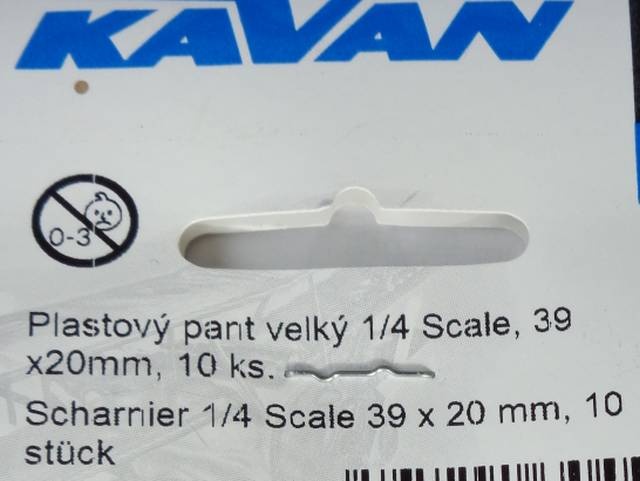 KAVAN
0-3
Plastový pant velký 1/4 Scale, 39
x20mm, 10 ks.
Scharnier 1/4 Scale 39 x 20 mm, 10
stück